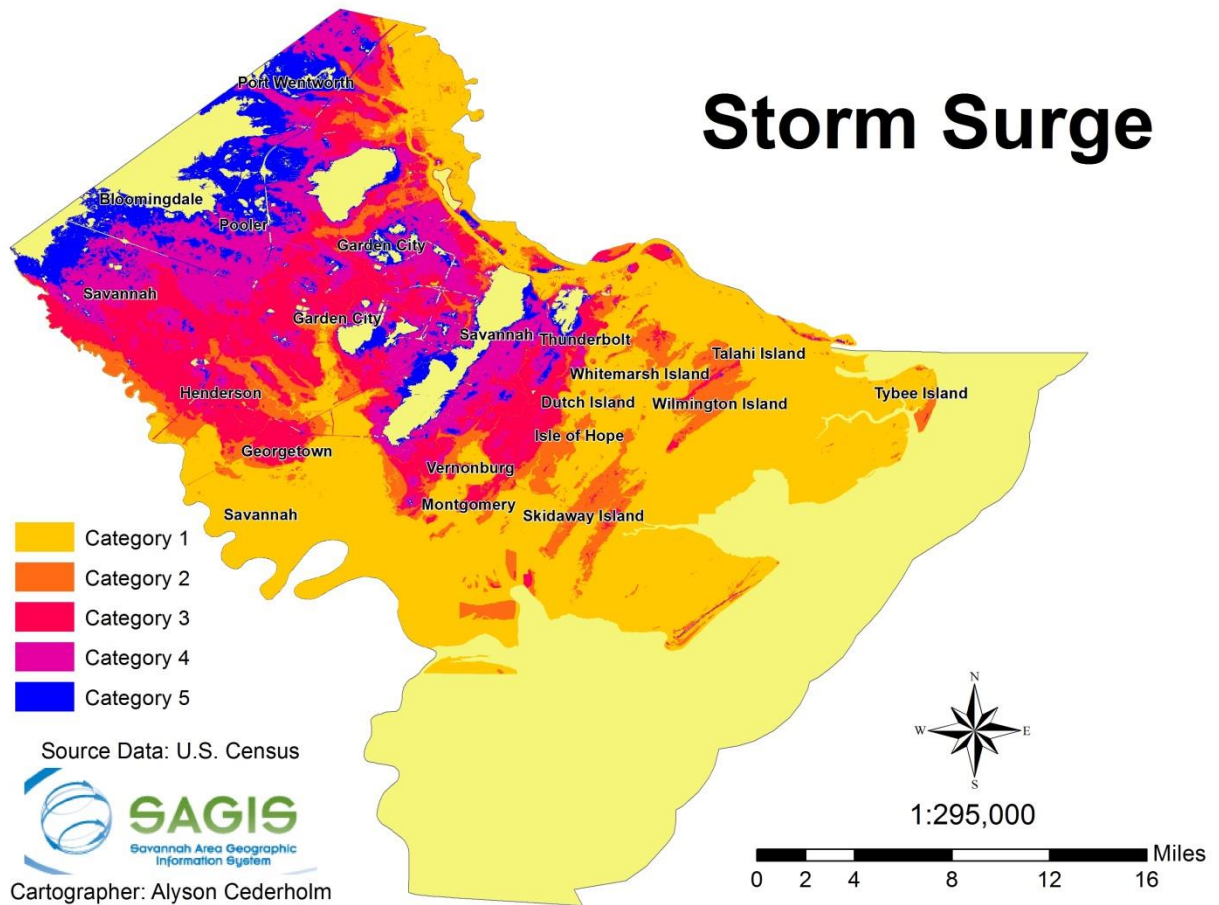 Storm Surge
Port Wentworth
Bloomingdale
Pooler
Garden City
Savannah
Garden City
Savannah
Thunderbolt
Talahi Island
Whitemarsh Island
Tybee Island
Henderson
Dutch Island
Wilmington Island
Isle of Hope
Georgetown
Vernonburg
Montgomery
Savannah
Skidaway Island
Category 1
Category 2
Category 3
Category 4
Category 5
Source Data: U.S. Census
SAGIS
Savannah Area Geographic
Information System
Cartographer: Alyson Cederholm
N
W
E
S
1:295,000
Miles
0 2 4 8 12 16